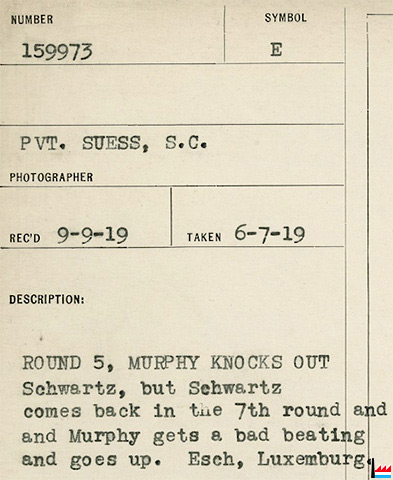 NUMBER SYMBOL
159973 E
PVT. SUESS, S.C.
PHOTOGRAPHER
REC'D 9-9-19 TAKEN 6-7-19
DESCRIPTION:
ROUND 5, MURPHY KNOCKS OUT
Schwartz, but Schwartz
comes back in the 7th round and
and Murphy gets a bad beating
and goes up. Esch, Luxemburg.